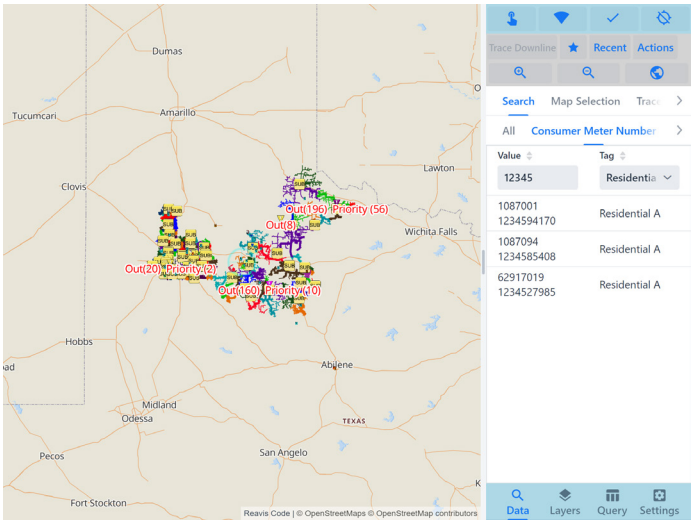 Dumas
Tucumcari
Amarillo
Clovis
Lawton
Wichita Falls
SUB
Out(196) Priority (56)
Out(8)
Out(20) Priority (2)
Out(160) Priority (10)
Hobbs
Abilene
Midland
Odessa
TEXAS
Pecos
San Angelo
Fort Stockton
Reavis Code | © OpenStreetMaps © OpenStreetMap contributors
Trace Downline Recent Actions
Search Map Selection Trac
All Consumer Meter Number
Value Tag
12345 Residentia
1087001
1234594170 Residential A
1087094
1234585408 Residential A
62917019
1234527985 Residential A
Data Layers Query Settings